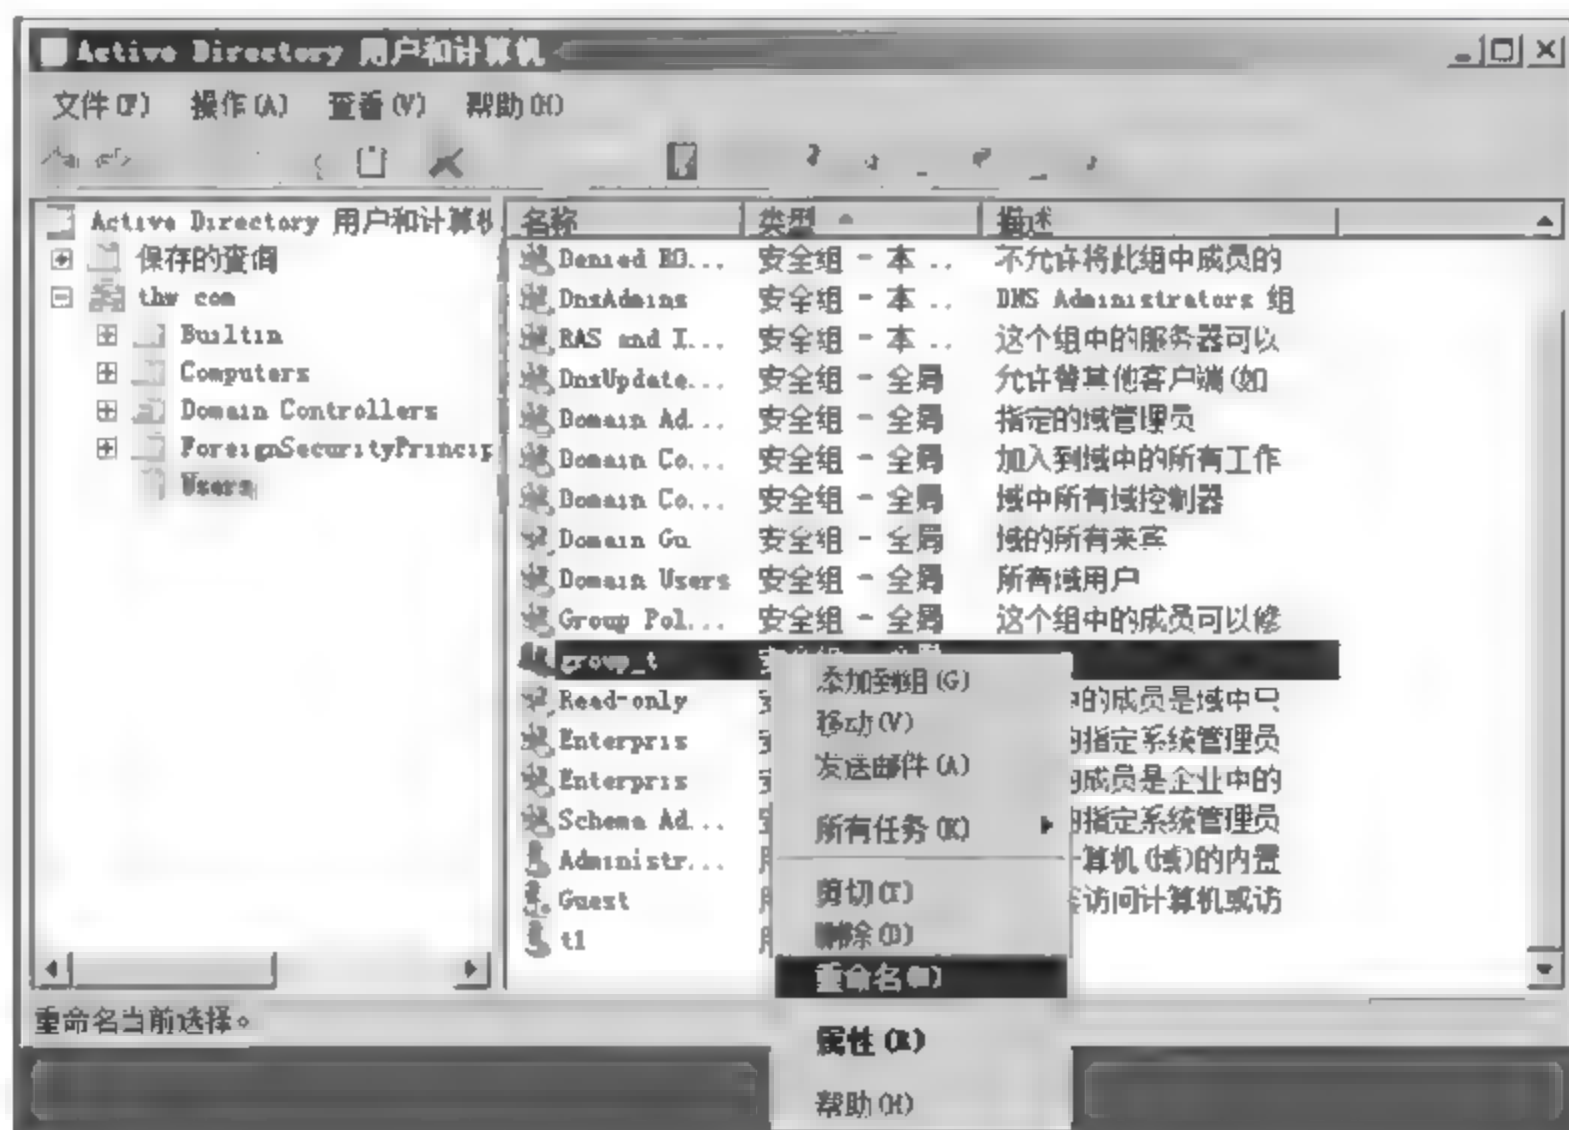 Active Directory 用户和计算机
文件(F) 操作(A) 查看(V) 帮助(H)
Active Directory 用户和计算机
保存的查询
thw com
Builtin
Computers
Domain Controllers
ForeignSecurityPrincip
Users
名称 类型 描述
Denied RO... 安全组 - 本 .. 不允许将此组中成员的
DnsAdmins 安全组 - 本 .. DNS Administrators 组
RAS and I... 安全组 - 本 .. 这个组中的服务器可以
DnsUpdate... 安全组 - 全局 允许替其他客户端(如
Domain Ad... 安全组 - 全局 指定的域管理员
Domain Co... 安全组 - 全局 加入到域中的所有工作
Domain Co... 安全组 - 全局 域中所有域控制器
Domain Gu 安全组 - 全局 域的所有来宾
Domain Users 安全组 - 全局 所有域用户
Group Pol... 安全组 - 全局 这个组中的成员可以修
group_t
Read-only 中的成员是域中只
Enterpris 的指定系统管理员
Enterpris 的成员是企业中的
Schema Ad... 的指定系统管理员
Administr... 计算机(域)的内置
Guest 访问计算机或访
t1
添加到组(G)
移动(V)
发送邮件(A)
所有任务(K)
剪切(T)
删除(D)
重命名(M)
属性(R)
帮助(H)
重命名当前选择。